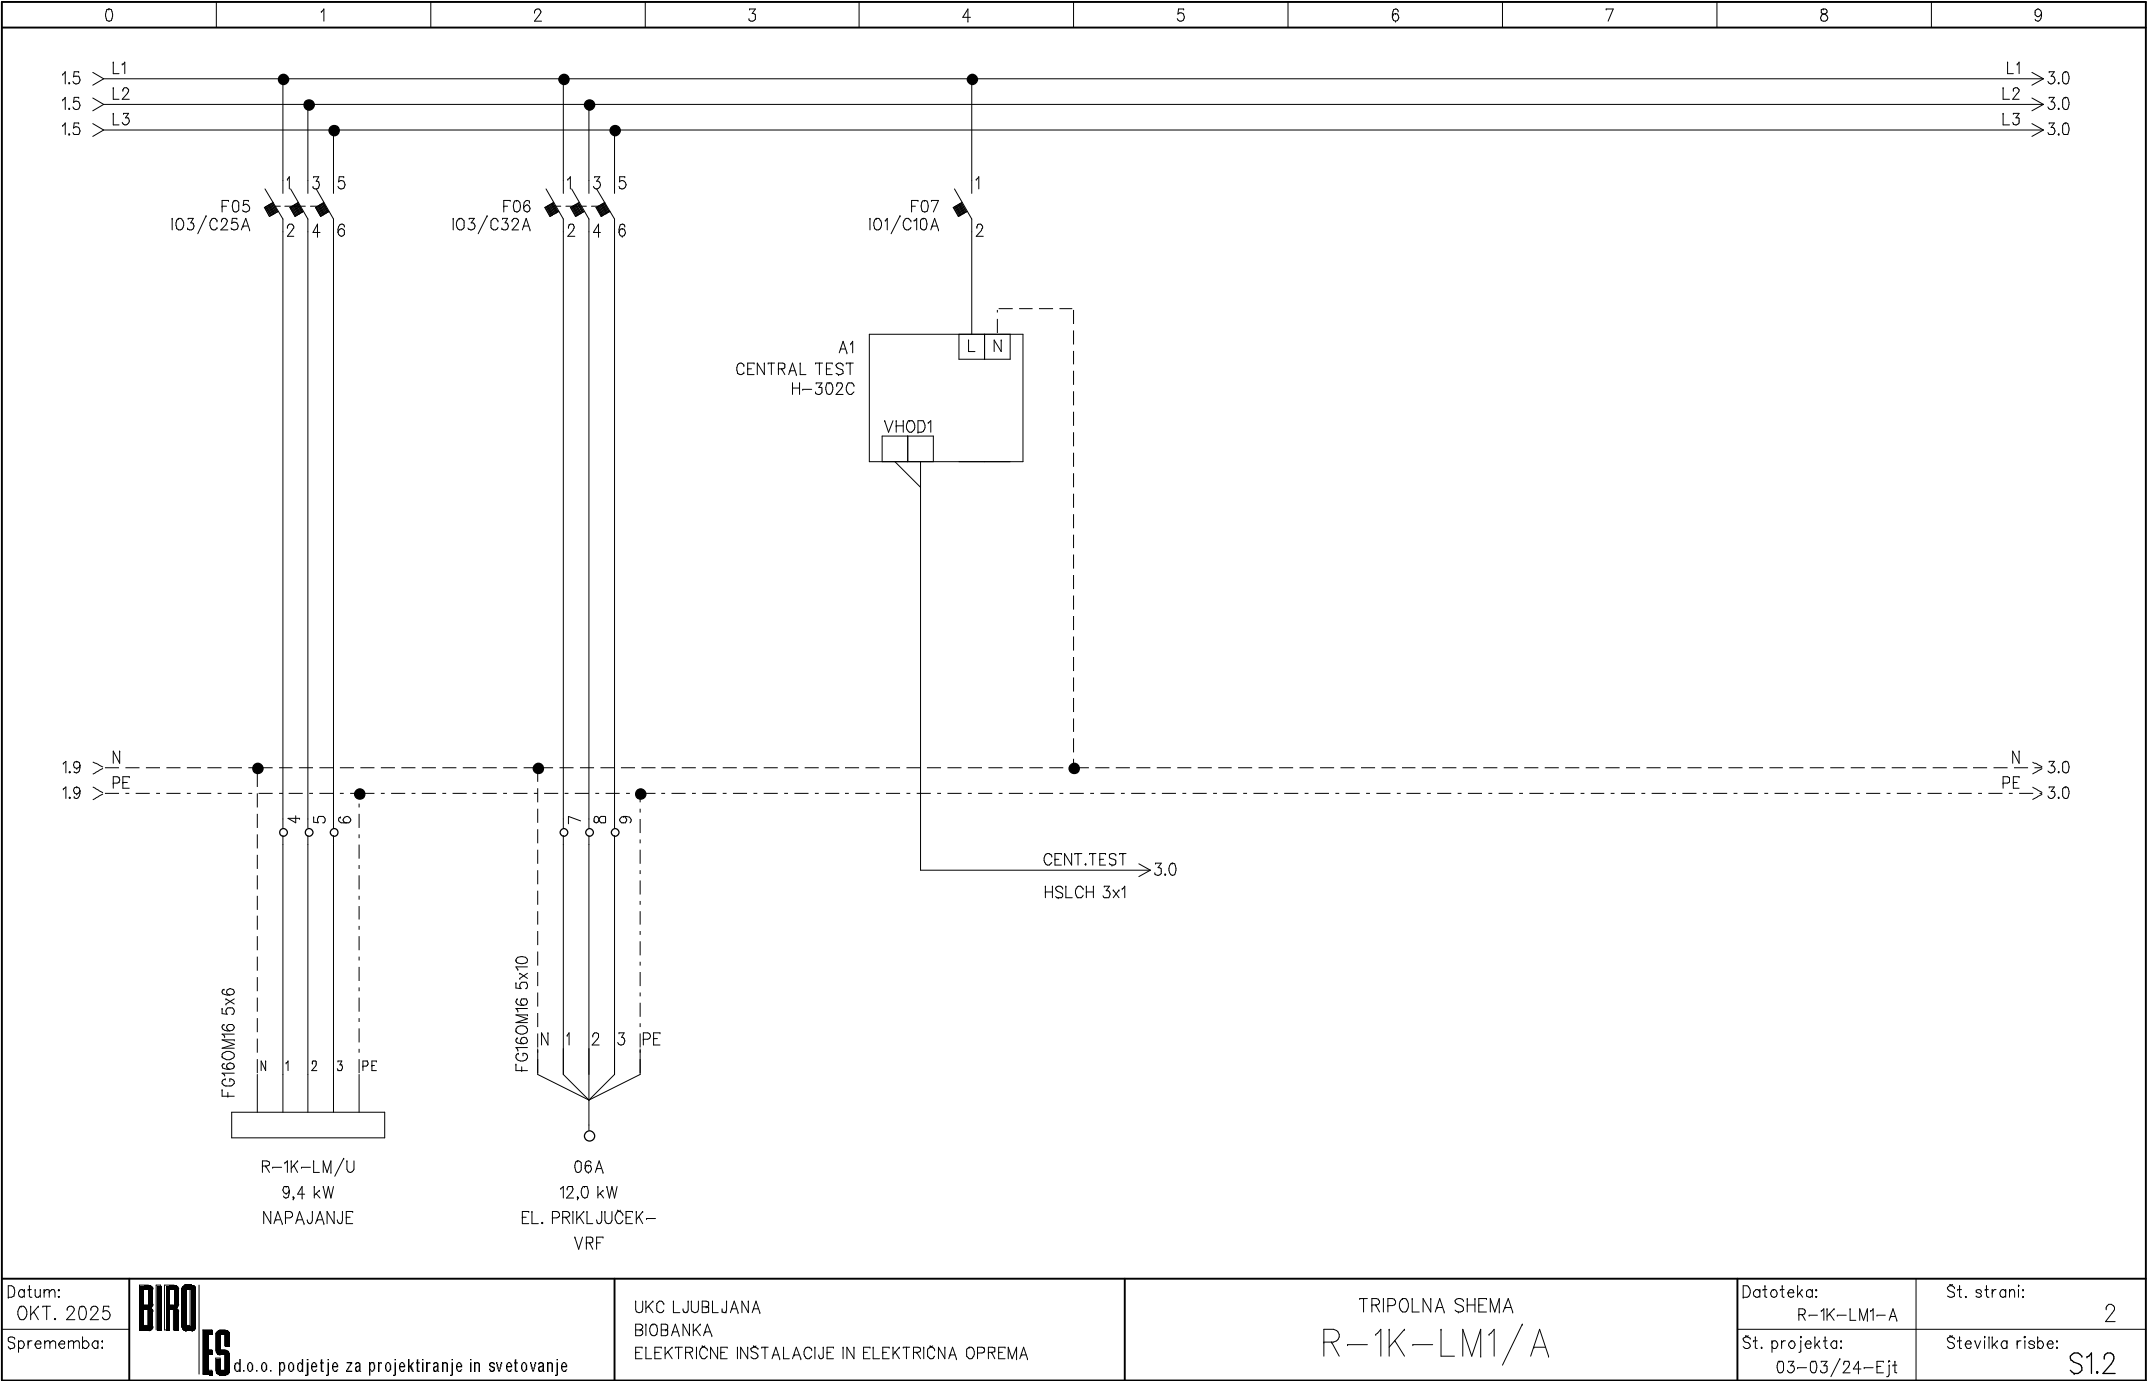 0 1 2 3 4 5 6 7 8 9
1.5 L1 L1 3.0
1.5 L2 L2 3.0
1.5 L3 L3 3.0
1 3 5 1 3 5 1
F05 F06 F07
I03/C25A I03/C32A I01/C10A
2 4 6 2 4 6 2
A1 L N
CENTRAL TEST
H-302C
VHOD1
1.9 N N 3.0
1.9 PE PE 3.0
4 5 6 7 8 9
CENT.TEST 3.0
HSLCH 3x1
FG16OM16 5x6
N 1 2 3 PE
FG16OM16 5x10
N 1 2 3 PE
R-1K-LM/U
9,4 kW
NAPAJANJE
06A
12,0 kW
EL. PRIKLJUČEK-
VRF
Datum:
OKT. 2025
Sprememba:
BIRO
ES d.o.o. podjetje za projektiranje in svetovanje
UKC LJUBLJANA
BIOBANKA
ELEKTRIČNE INŠTALACIJE IN ELEKTRIČNA OPREMA
TRIPOLNA SHEMA
R-1K-LM1/A
Datoteka:
R-1K-LM1-A
Št. projekta:
03-03/24-Ejt
Št. strani:
2
Številka risbe:
S1.2